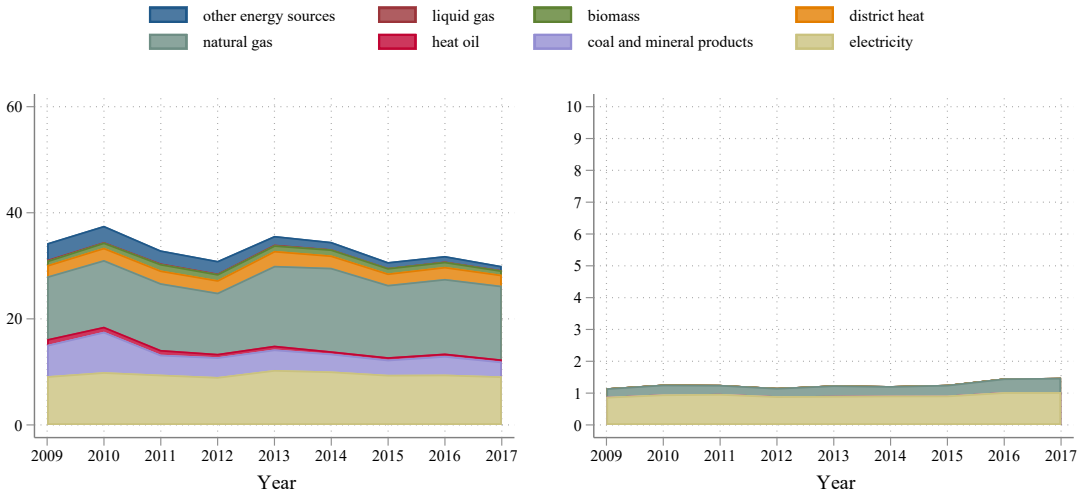 other energy sources liquid gas biomass district heat
natural gas heat oil coal and mineral products electricity
60
40
20
0
2009 2010 2011 2012 2013 2014 2015 2016 2017
Year
10
9
8
7
6
5
4
3
2
1
0
2009 2010 2011 2012 2013 2014 2015 2016 2017
Year